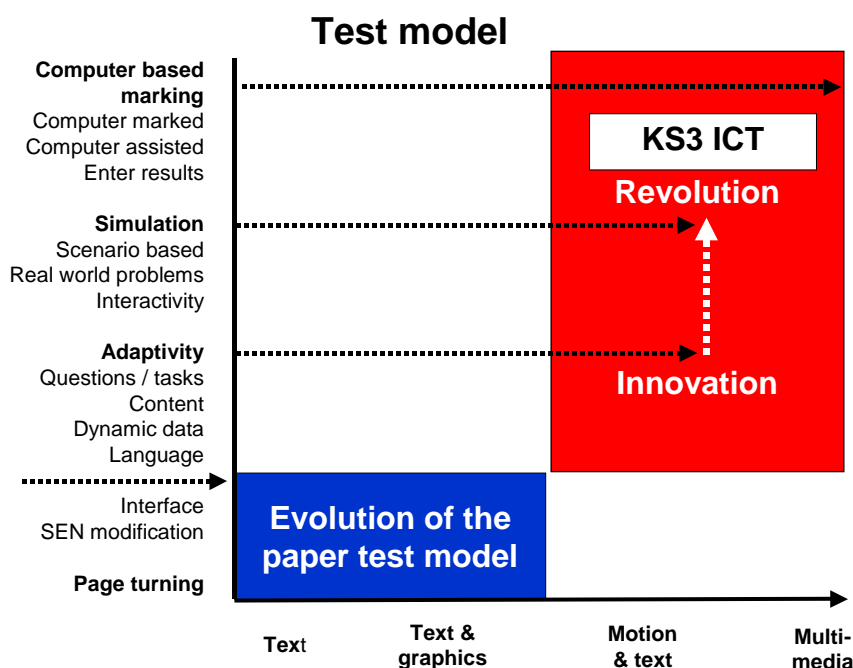 Test model
Computer based
marking
Computer marked
Computer assisted
Enter results
Simulation
Scenario based
Real world problems
Interactivity
Adaptivity
Questions / tasks
Content
Dynamic data
Language
Interface
SEN modification
Page turning
KS3 ICT
Revolution
Innovation
Evolution of the
paper test model
Text
Text &
graphics
Motion
& text
Multi-
media